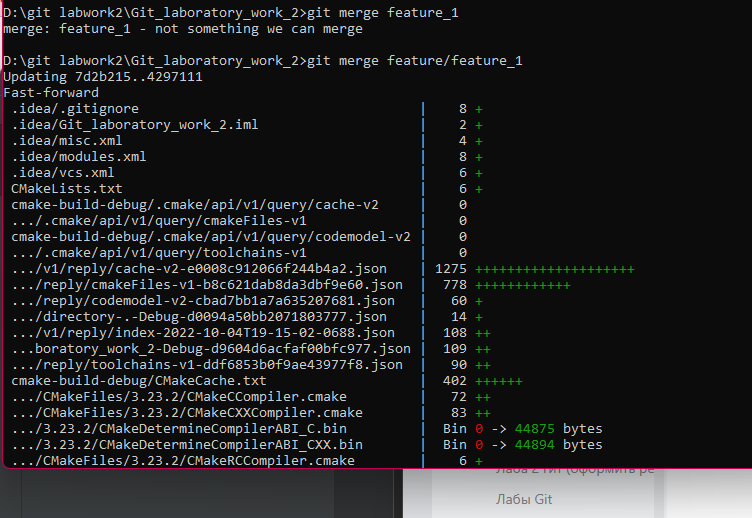 D:\git labwork2\Git_laboratory_work_2>git merge feature_1
merge: feature_1 - not something we can merge
D:\git labwork2\Git_laboratory_work_2>git merge feature/feature_1
Updating 7d2b215..4297111
Fast-forward
.idea/.gitignore | 8 +
.idea/Git_laboratory_work_2.iml | 2 +
.idea/misc.xml | 4 +
.idea/modules.xml | 8 +
.idea/vcs.xml | 6 +
CMakeLists.txt | 6 +
cmake-build-debug/.cmake/api/v1/query/cache-v2 | 0
.../.cmake/api/v1/query/cmakeFiles-v1 | 0
cmake-build-debug/.cmake/api/v1/query/codemodel-v2 | 0
.../.cmake/api/v1/query/toolchains-v1 | 0
.../v1/reply/cache-v2-e0008c912066f244b4a2.json | 1275 ++++++++++++++++++++
.../reply/cmakeFiles-v1-b8c621dab8da3dbf9e60.json | 778 ++++++++++++
.../reply/codemodel-v2-cbad7bb1a7a635207681.json | 60 +
.../directory-.-Debug-d0094a50bb2071803777.json | 14 +
.../v1/reply/index-2022-10-04T19-15-02-0688.json | 108 ++
...boratory_work_2-Debug-d9604d6acfaf00bfc977.json | 109 ++
.../reply/toolchains-v1-ddf6853b0f9ae43977f8.json | 90 ++
cmake-build-debug/CMakeCache.txt | 402 ++++++
.../CMakeFiles/3.23.2/CMakeCCompiler.cmake | 72 ++
.../CMakeFiles/3.23.2/CMakeCXXCompiler.cmake | 83 ++
.../3.23.2/CMakeDetermineCompilerABI_C.bin | Bin 0 -> 44875 bytes
.../3.23.2/CMakeDetermineCompilerABI_CXX.bin | Bin 0 -> 44894 bytes
.../CMakeFiles/3.23.2/CMakeRCCompiler.cmake | 6 +
Лаба 2 гит (оформить ре
Лабы Git